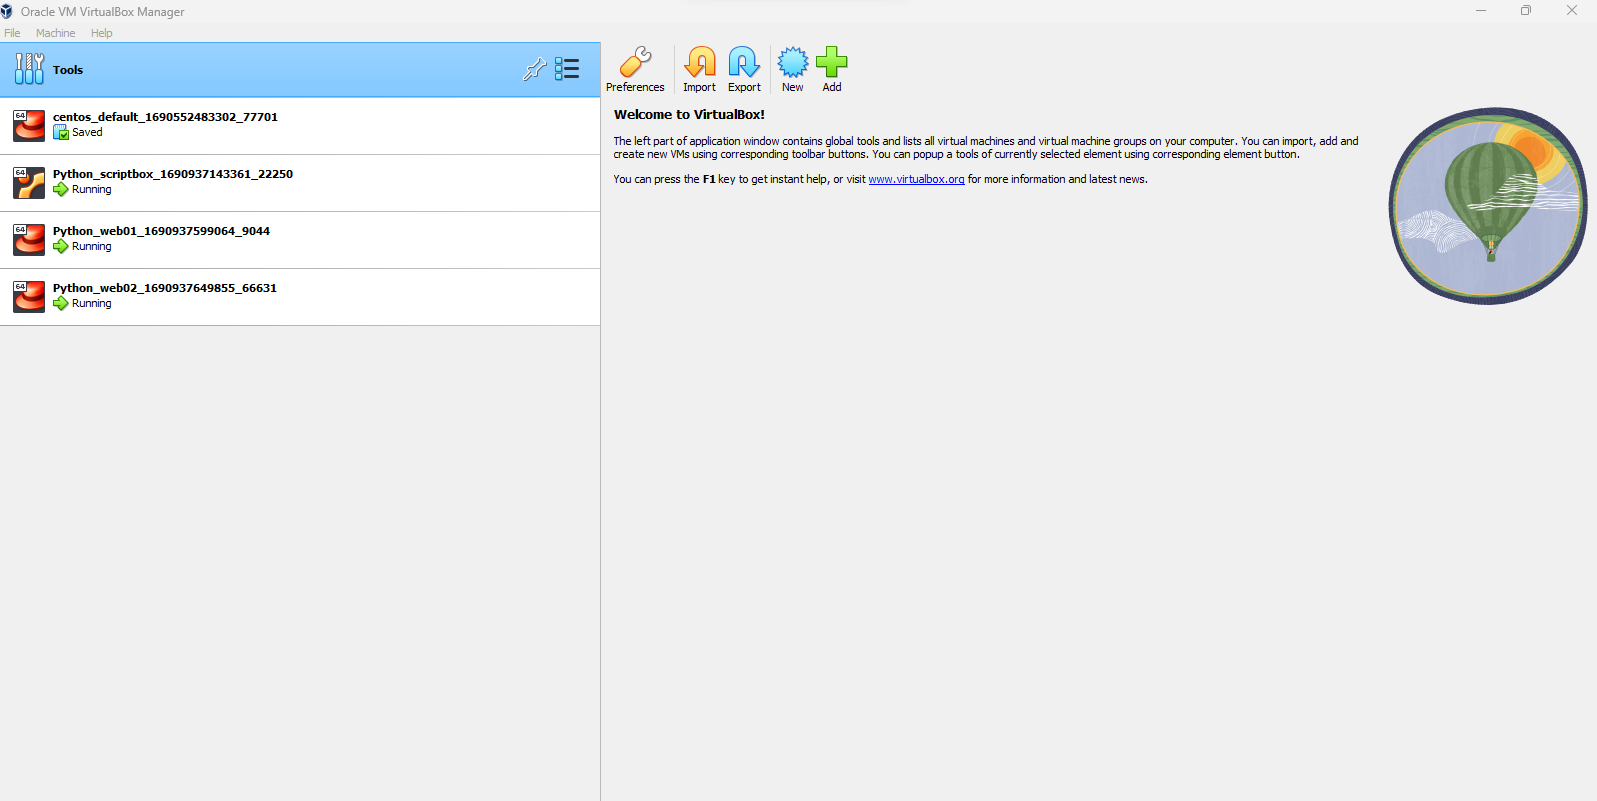 Oracle VM VirtualBox Manager
File Machine Help
Tools
Preferences Import Export New Add
64
centos_default_1690552483302_77701
Saved
64
Python_scriptbox_1690937143361_22250
Running
64
Python_web01_1690937599064_9044
Running
64
Python_web02_1690937649855_66631
Running
Welcome to VirtualBox!
The left part of application window contains global tools and lists all virtual machines and virtual machine groups on your computer. You can import, add and
create new VMs using corresponding toolbar buttons. You can popup a tools of currently selected element using corresponding element button.
You can press the F1 key to get instant help, or visit www.virtualbox.org for more information and latest news.